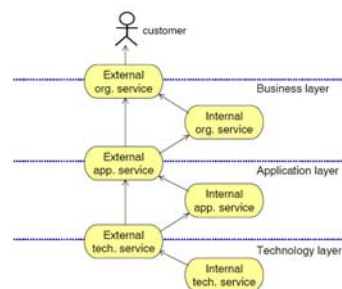 customer
External
org. service
Business layer
Internal
org. service
External
app. service
Application layer
Internal
app. service
External
tech. service
Technology layer
Internal
tech. service